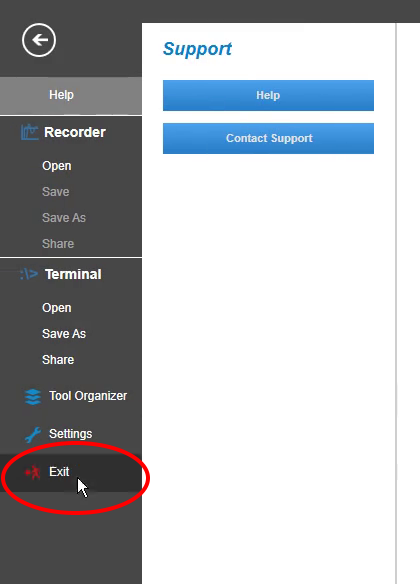 Support
Help
Help
Contact Support
Recorder
Open
Save
Save As
Share
:\> Terminal
Open
Save As
Share
Tool Organizer
Settings
Exit